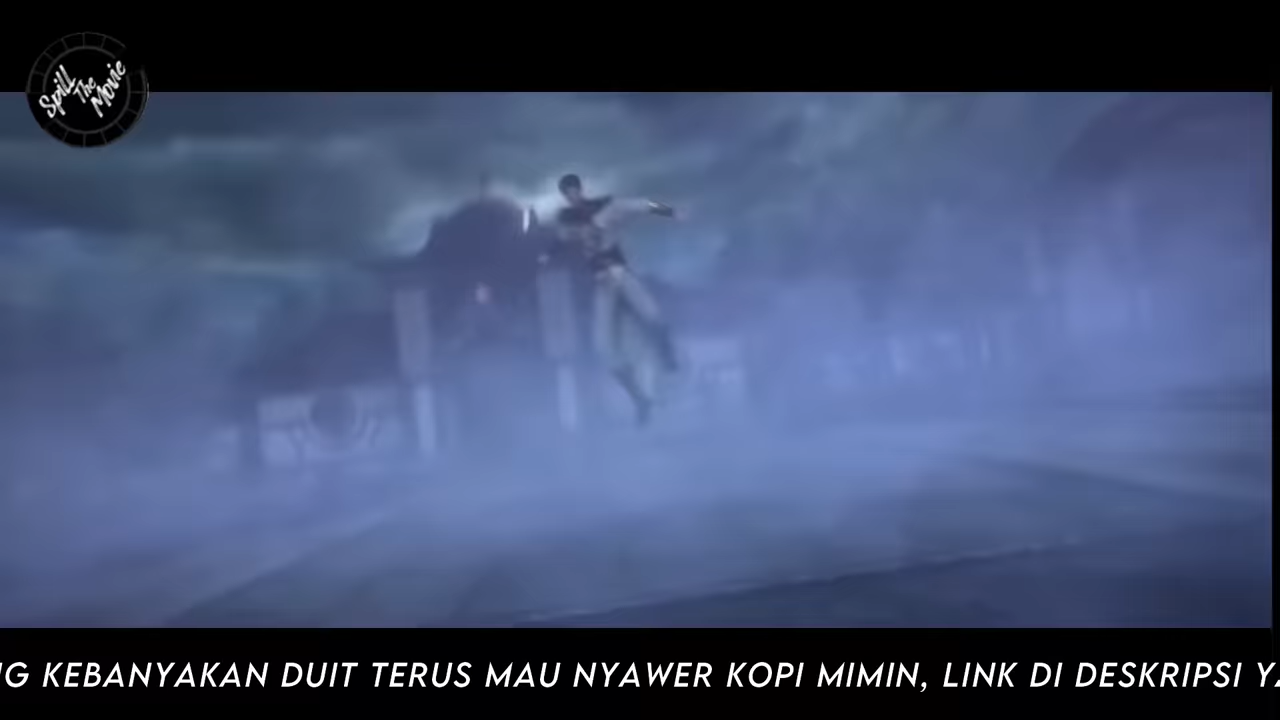 Spill
The
Movie
KEBANYAKAN DUIT TERUS MAU NYAWER KOPI MIMIN, LINK DI DESKRIPSI